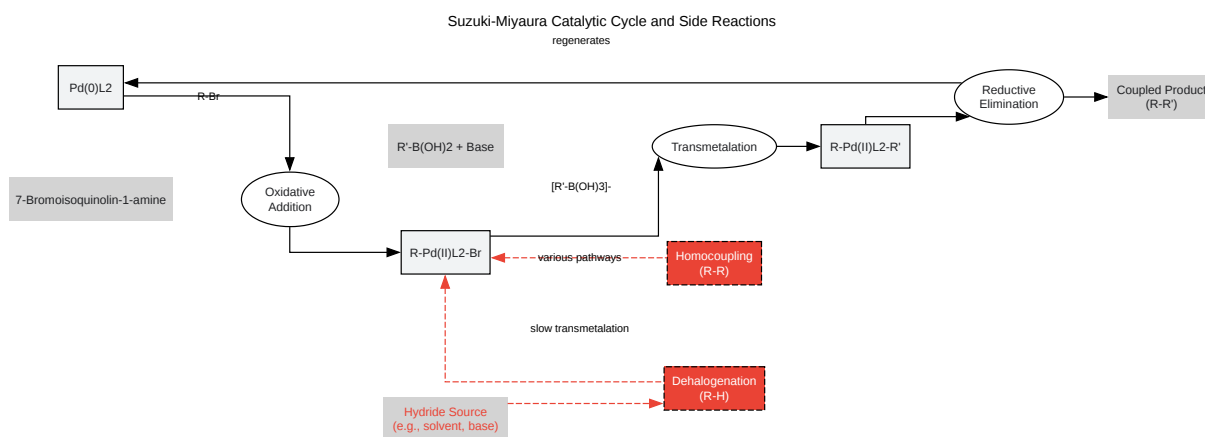 Suzuki-Miyaura Catalytic Cycle and Side Reactions
regenerates
Pd(0)L2
R-Br
Reductive
Elimination
Coupled Product
(R-R')
R'-B(OH)2 + Base
Transmetalation
R-Pd(II)L2-R'
7-Bromoisoquinolin-1-amine
Oxidative
Addition
[R'-B(OH)3]-
R-Pd(II)L2-Br
various pathways
Homocoupling
(R-R)
slow transmetalation
Dehalogenation
(R-H)
Hydride Source
(e.g., solvent, base)